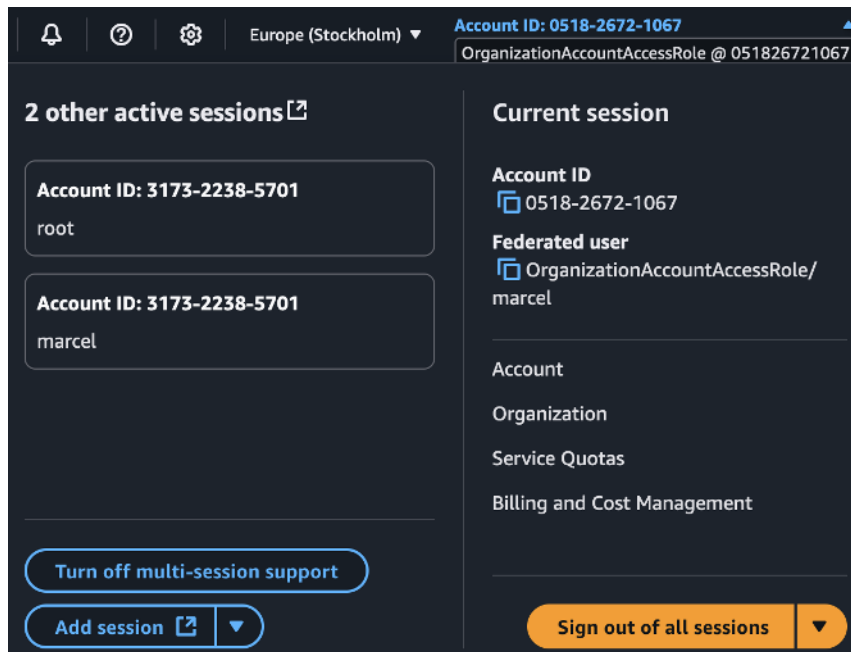 Europe (Stockholm) ▼
Account ID: 0518-2672-1067
OrganizationAccountAccessRole @ 051826721067
2 other active sessions
Account ID: 3173-2238-5701
root
Account ID: 3173-2238-5701
marcel
Turn off multi-session support
Add session
Current session
Account ID
0518-2672-1067
Federated user
OrganizationAccountAccessRole/
marcel
Account
Organization
Service Quotas
Billing and Cost Management
Sign out of all sessions